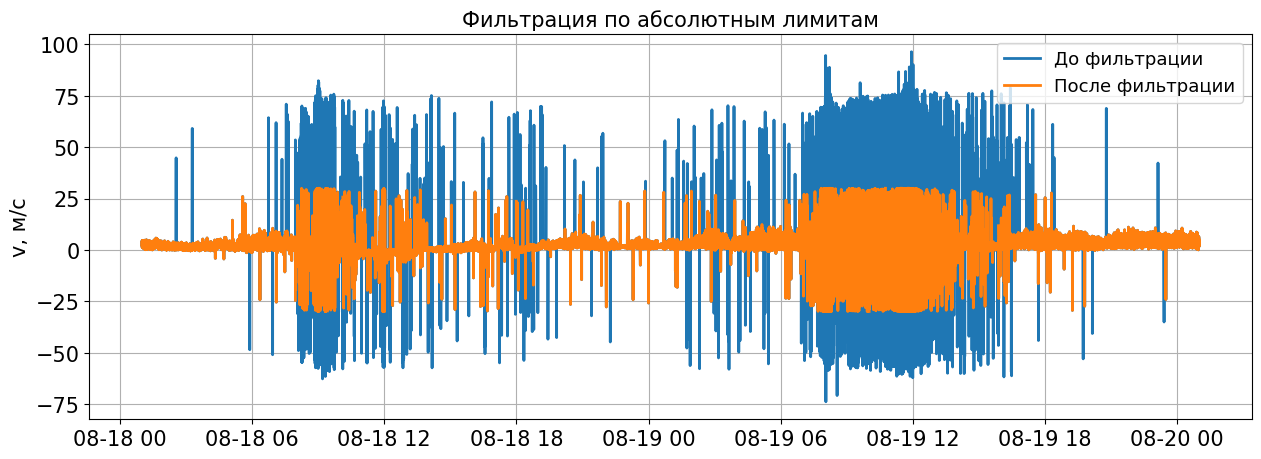 Фильтрация по абсолютным лимитам
До фильтрации
После фильтрации
v, м/с
100
75
50
25
0
−25
−50
−75
08-18 00 08-18 06 08-18 12 08-18 18 08-19 00 08-19 06 08-19 12 08-19 18 08-20 00